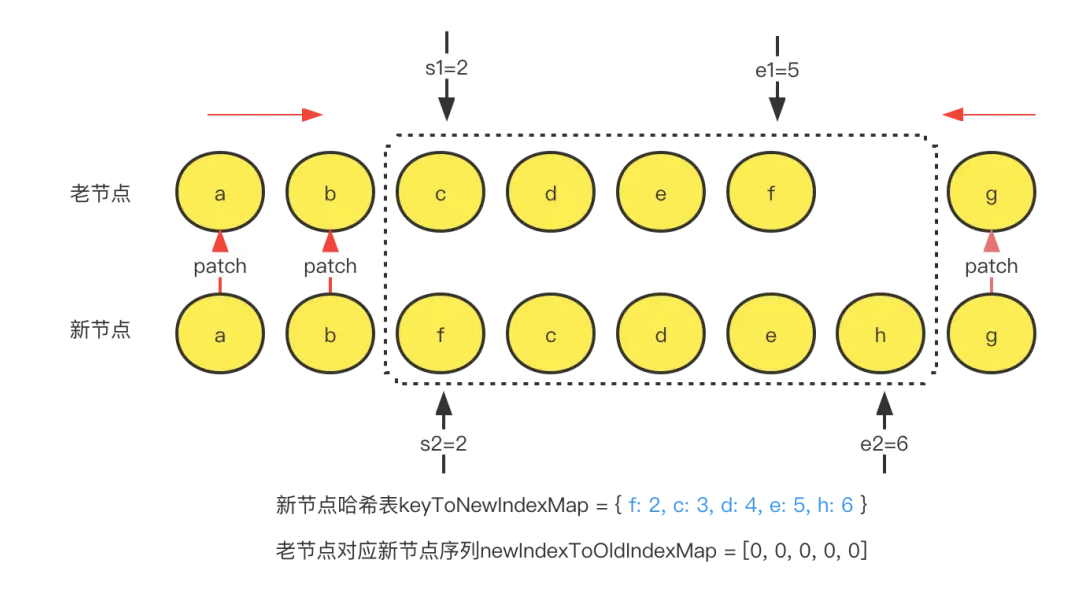 s1=2 e1=5
老节点 a b c d e f g
patch patch patch
新节点 a b f c d e h g
s2=2 e2=6
新节点哈希表keyToNewIndexMap = { f: 2, c: 3, d: 4, e: 5, h: 6 }
老节点对应新节点序列newIndexToOldIndexMap = [0, 0, 0, 0, 0]